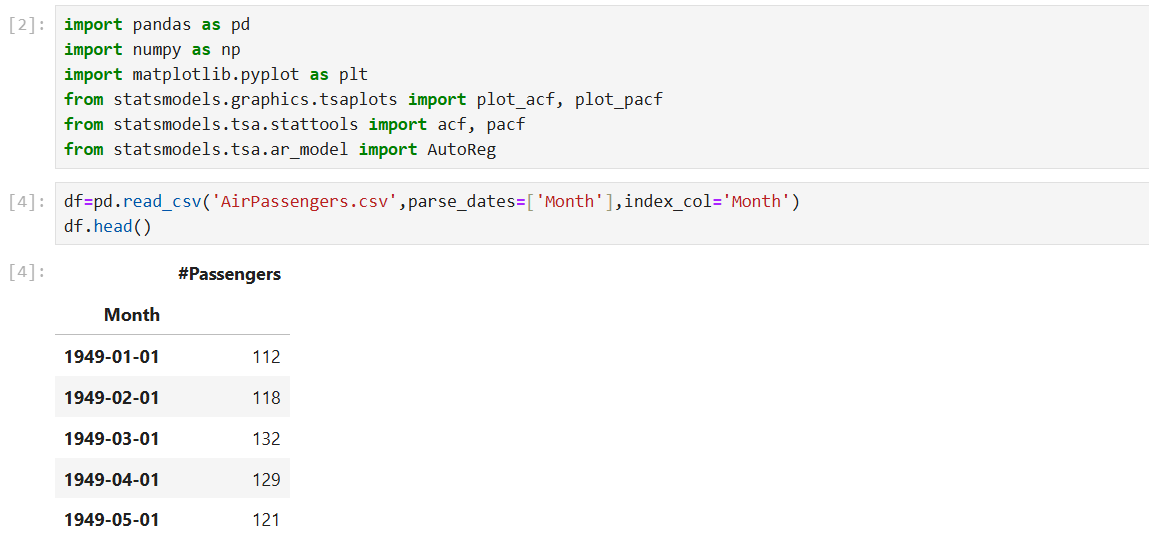 [2]: import pandas as pd
import numpy as np
import matplotlib.pyplot as plt
from statsmodels.graphics.tsaplots import plot_acf, plot_pacf
from statsmodels.tsa.stattools import acf, pacf
from statsmodels.tsa.ar_model import AutoReg
[4]: df=pd.read_csv('AirPassengers.csv',parse_dates=['Month'],index_col='Month')
df.head()
[4]: #Passengers
Month
1949-01-01 112
1949-02-01 118
1949-03-01 132
1949-04-01 129
1949-05-01 121